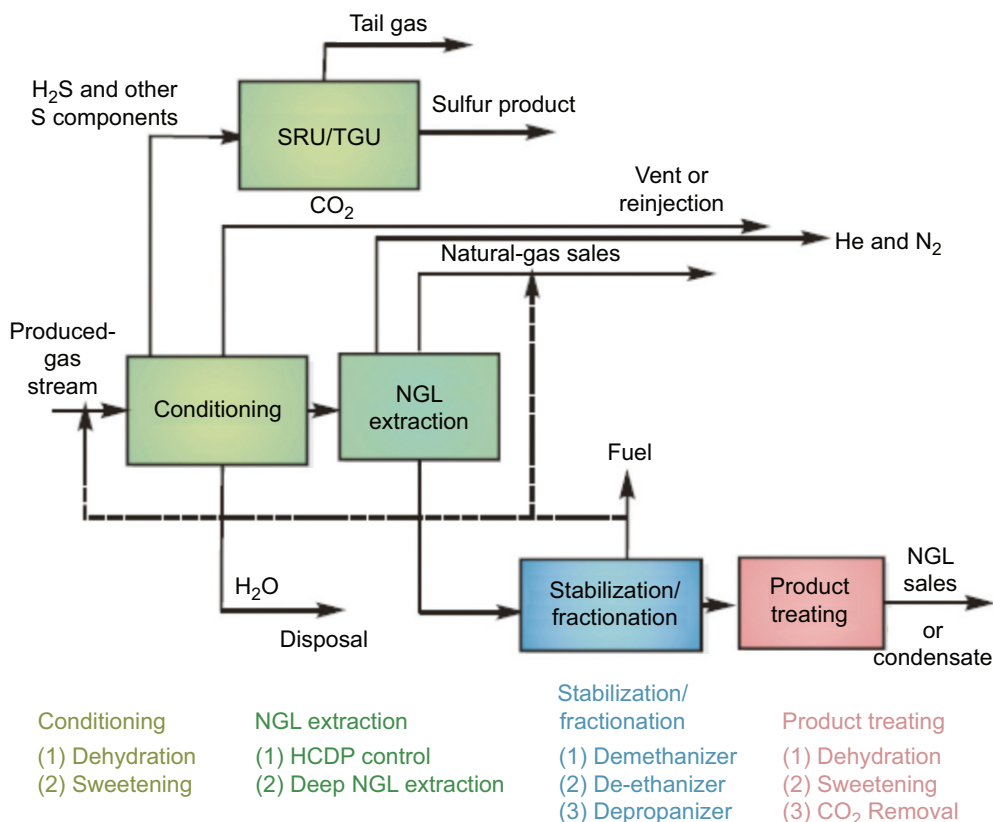 Tail gas
H₂S and other
S components
SRU/TGU
Sulfur product
CO₂
Vent or
reinjection
He and N₂
Natural-gas sales
Produced-
gas
stream
Conditioning
NGL
extraction
Fuel
H₂O
Disposal
Stabilization/
fractionation
Product
treating
NGL
sales
or
condensate
Conditioning
(1) Dehydration
(2) Sweetening
NGL extraction
(1) HCDP control
(2) Deep NGL extraction
Stabilization/
fractionation
(1) Demethanizer
(2) De-ethanizer
(3) Depropanizer
Product treating
(1) Dehydration
(2) Sweetening
(3) CO₂ Removal